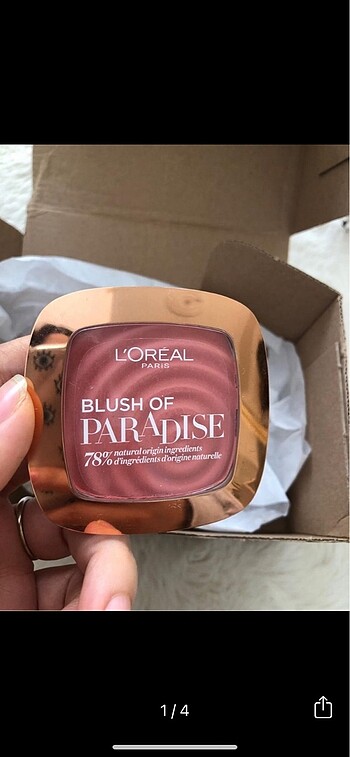 L'ORÉAL
PARIS
BLUSH OF
PARADISE
78% natural origin ingredients
d'ingrédients d'origine naturelle
1/4